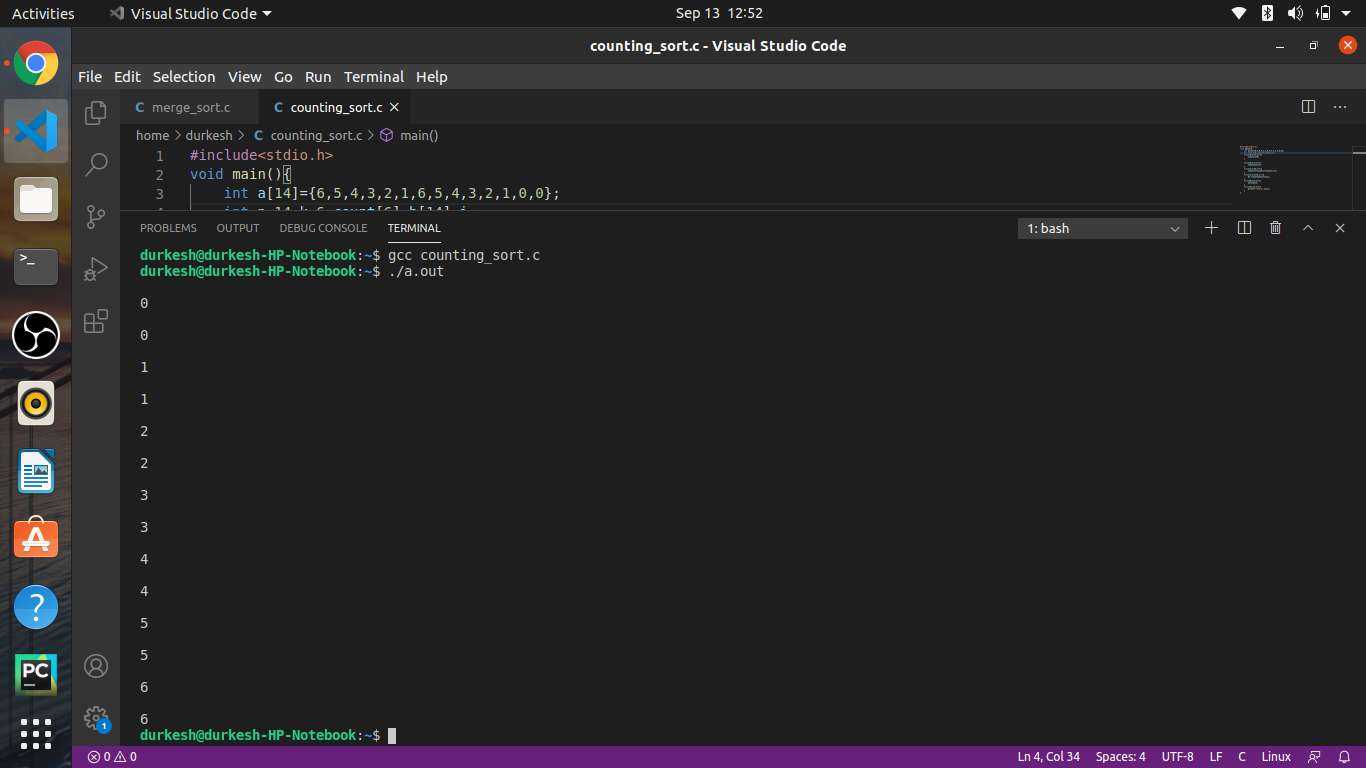 Activities Visual Studio Code Sep 13 12:52
counting_sort.c - Visual Studio Code
File Edit Selection View Go Run Terminal Help
C merge_sort.c C counting_sort.c
home > durkesh > C counting_sort.c > main()
1 #include<stdio.h>
2 void main(){
3 int a[14]={6,5,4,3,2,1,6,5,4,3,2,1,0,0};
PROBLEMS OUTPUT DEBUG CONSOLE TERMINAL 1: bash
durkesh@durkesh-HP-Notebook:~$ gcc counting_sort.c
durkesh@durkesh-HP-Notebook:~$ ./a.out
0
0
1
1
2
2
3
3
4
4
5
5
6
6
durkesh@durkesh-HP-Notebook:~$
>_
?
PC
1
0 0 Ln 4, Col 34 Spaces: 4 UTF-8 LF C Linux